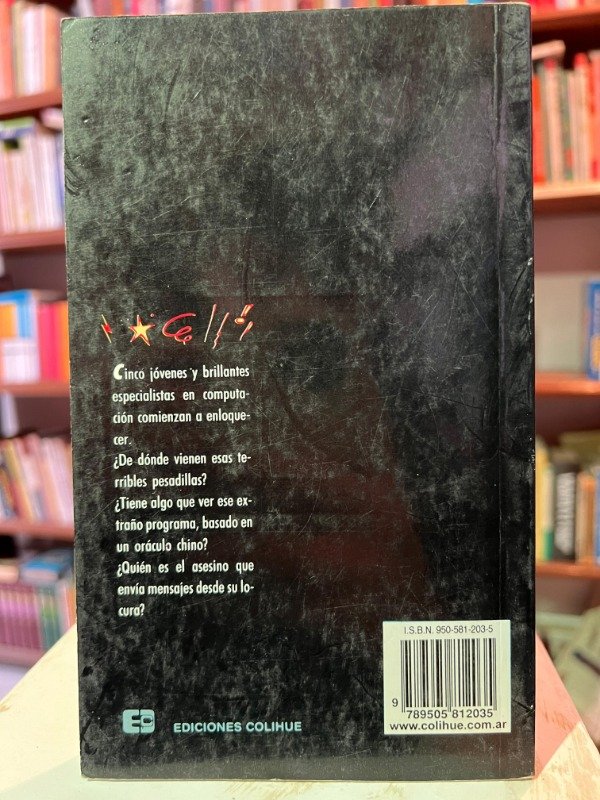 Cinco jóvenes y brillantes
especialistas en computa-
ción comienzan a enloque-
cer.
¿De dónde vienen esas te-
rribles pesadillas?
¿Tiene algo que ver ese ex-
traño programa, basado en
un oráculo chino?
¿Quién es el asesino que
envía mensajes desde su lo-
cura?
I.S.B.N. 950-581-203-5
9 789505 812035
www.colihue.com.ar
EDICIONES COLIHUE